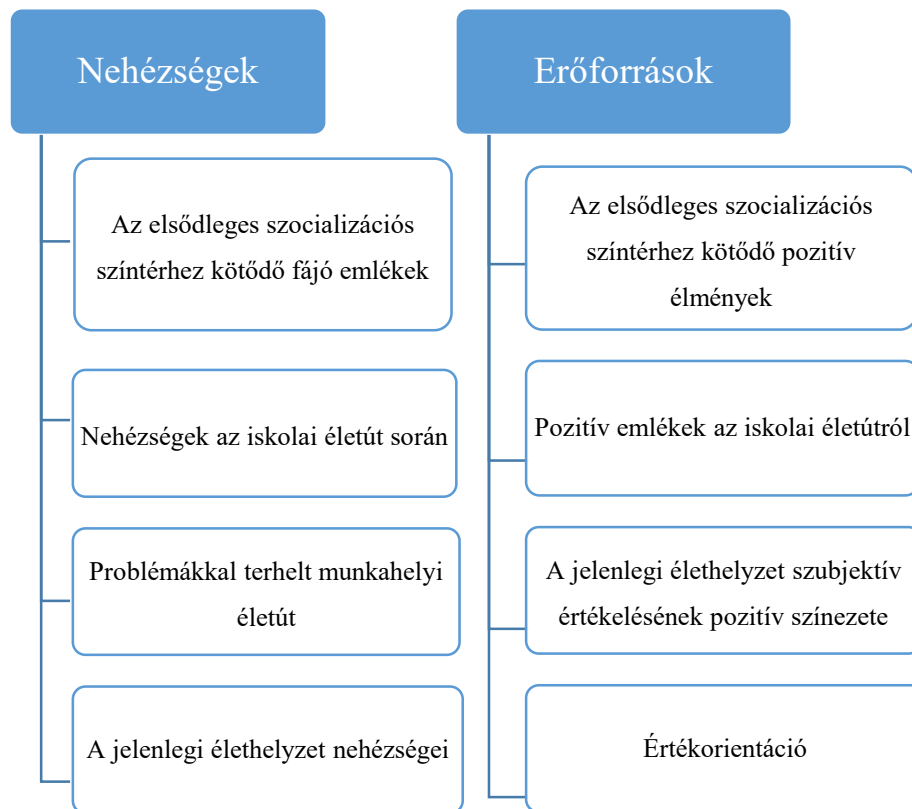 Nehézségek
Az elsődleges szocializációs
színtérhez kötődő fájó emlékek
Nehézségek az iskolai életút során
Problémákkal terhelt munkahelyi
életút
A jelenlegi élethelyzet nehézségei
Erőforrások
Az elsődleges szocializációs
színtérhez kötődő pozitív
élmények
Pozitív emlékek az iskolai életútról
A jelenlegi élethelyzet szubjektív
értékelésének pozitív színezete
Értékorientáció